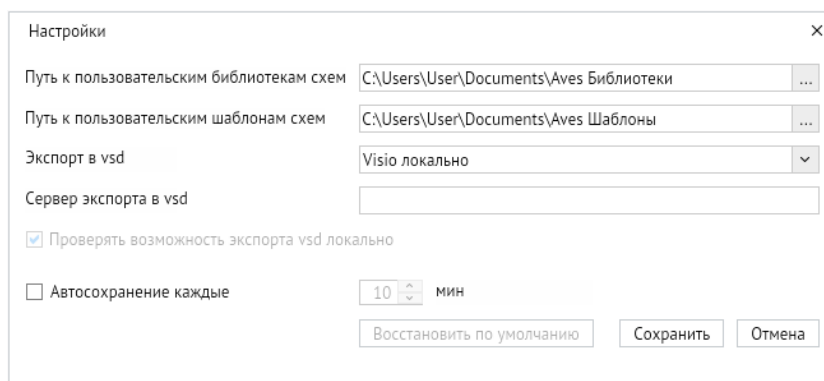 Настройки
Путь к пользовательским библиотекам схем C:\Users\User\Documents\Aves Библиотеки ...
Путь к пользовательским шаблонам схем C:\Users\User\Documents\Aves Шаблоны ...
Экспорт в vsd Visio локально
Сервер экспорта в vsd
Проверять возможность экспорта vsd локально
Автосохранение каждые 10 мин
Восстановить по умолчанию Сохранить Отмена